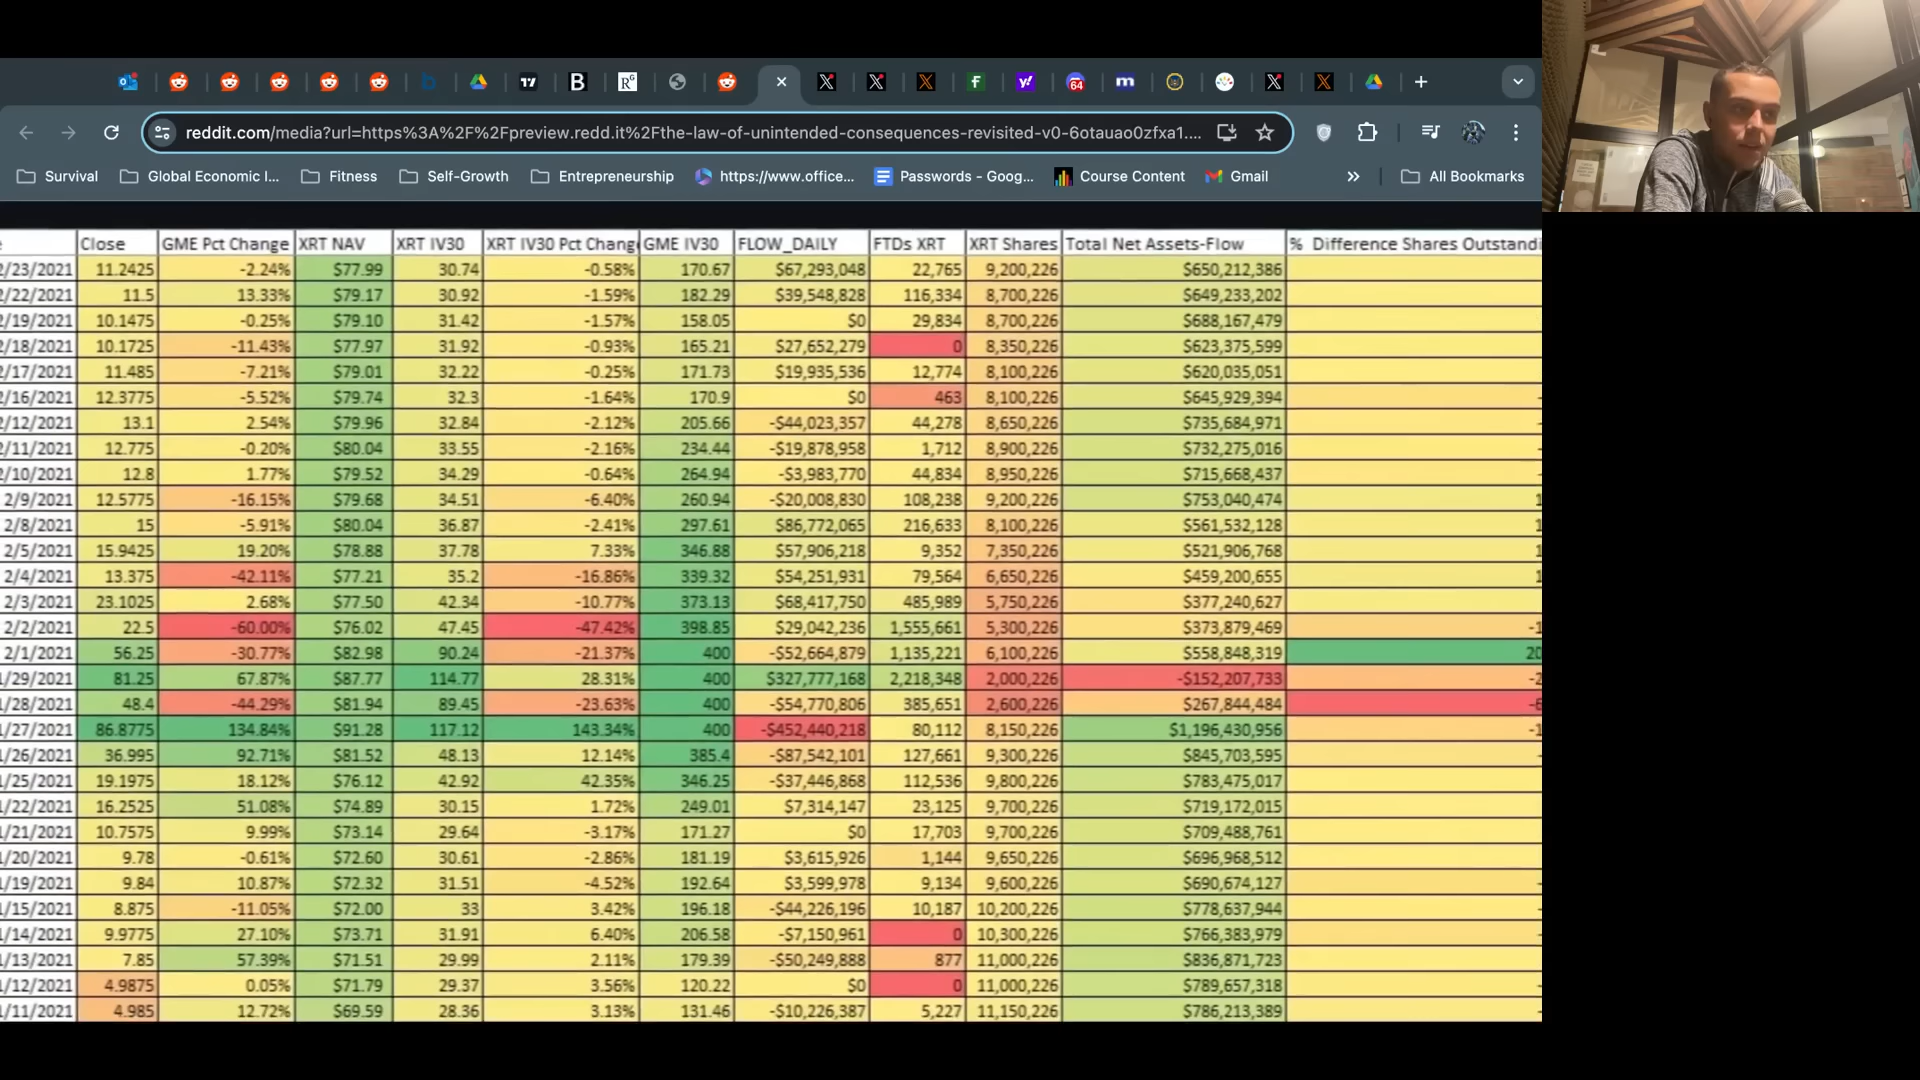 64
reddit.com/media?url=https%3A%2F%2Fpreview.redd.it%2Fthe-law-of-unintended-consequences-revisited-v0-6otauao0zfxa1....
Survival Global Economic I... Fitness Self-Growth Entrepreneurship https://www.office... Passwords - Goog... Course Content Gmail » All Bookmarks
Close GME Pct Change XRT NAV XRT IV30 XRT IV30 Pct Chang GME IV30 FLOW_DAILY FTDs XRT XRT Shares Total Net Assets-Flow % Difference Shares Outstandi
2/23/2021 11.2425 -2.24% $77.99 30.74 -0.58% 170.67 $67,293,048 22,765 9,200,226 $650,212,386
2/22/2021 11.5 13.33% $79.17 30.92 -1.59% 182.29 $39,548,828 116,334 8,700,226 $649,233,202
2/19/2021 10.1475 -0.25% $79.10 31.42 -1.57% 158.05 $0 29,834 8,700,226 $688,167,479
2/18/2021 10.1725 -11.43% $77.97 31.92 -0.93% 165.21 $27,652,279 0 8,350,226 $623,375,599
2/17/2021 11.485 -7.21% $79.01 32.22 -0.25% 171.73 $19,935,536 12,774 8,100,226 $620,035,051
2/16/2021 12.3775 -5.52% $79.74 32.3 -1.64% 170.9 $0 463 8,100,226 $645,929,394 -
2/12/2021 13.1 2.54% $79.96 32.84 -2.12% 205.66 -$44,023,357 44,278 8,650,226 $735,684,971 -
2/11/2021 12.775 -0.20% $80.04 33.55 -2.16% 234.44 -$19,878,958 1,712 8,900,226 $732,275,016 -
2/10/2021 12.8 1.77% $79.52 34.29 -0.64% 264.94 -$3,983,770 44,834 8,950,226 $715,668,437 -
2/9/2021 12.5775 -16.15% $79.68 34.51 -6.40% 260.94 -$20,008,830 108,238 9,200,226 $753,040,474 1
2/8/2021 15 -5.91% $80.04 36.87 -2.41% 297.61 $86,772,065 216,633 8,100,226 $561,532,128 1
2/5/2021 15.9425 19.20% $78.88 37.78 7.33% 346.88 $57,906,218 9,352 7,350,226 $521,906,768 1
2/4/2021 13.375 -42.11% $77.21 35.2 -16.86% 339.32 $54,251,931 79,564 6,650,226 $459,200,655 1
2/3/2021 23.1025 2.68% $77.50 42.34 -10.77% 373.13 $68,417,750 485,989 5,750,226 $377,240,627
2/2/2021 22.5 -60.00% $76.02 47.45 -47.42% 398.85 $29,042,236 1,555,661 5,300,226 $373,879,469 -1
2/1/2021 56.25 -30.77% $82.98 90.24 -21.37% 400 -$52,664,879 1,135,221 6,100,226 $558,848,319 20
/29/2021 81.25 67.87% $87.77 114.77 28.31% 400 $327,777,168 2,218,348 2,000,226 -$152,207,733 -2
/28/2021 48.4 -44.29% $81.94 89.45 -23.63% 400 -$54,770,806 385,651 2,600,226 $267,844,484 -6
/27/2021 86.8775 134.84% $91.28 117.12 143.34% 400 -$452,440,218 80,112 8,150,226 $1,196,430,956 -1
/26/2021 36.995 92.71% $81.52 48.13 12.14% 385.4 -$87,542,101 127,661 9,300,226 $845,703,595
/25/2021 19.1975 18.12% $76.12 42.92 42.35% 346.25 -$37,446,868 112,536 9,800,226 $783,475,017
/22/2021 16.2525 51.08% $74.89 30.15 1.72% 249.01 $7,314,147 23,125 9,700,226 $719,172,015
/21/2021 10.7575 9.99% $73.14 29.64 -3.17% 171.27 $0 17,703 9,700,226 $709,488,761
/20/2021 9.78 -0.61% $72.60 30.61 -2.86% 181.19 $3,615,926 1,144 9,650,226 $696,968,512
/19/2021 9.84 10.87% $72.32 31.51 -4.52% 192.64 $3,599,978 9,134 9,600,226 $690,674,127 -
/15/2021 8.875 -11.05% $72.00 33 3.42% 196.18 -$44,226,196 10,187 10,200,226 $778,637,944
/14/2021 9.9775 27.10% $73.71 31.91 6.40% 206.58 -$7,150,961 0 10,300,226 $766,383,979 -
/13/2021 7.85 57.39% $71.51 29.99 2.11% 179.39 -$50,249,888 877 11,000,226 $836,871,723
/12/2021 4.9875 0.05% $71.79 29.37 3.56% 120.22 $0 0 11,000,226 $789,657,318 -
/11/2021 4.985 12.72% $69.59 28.36 3.13% 131.46 -$10,226,387 5,227 11,150,226 $786,213,389 -